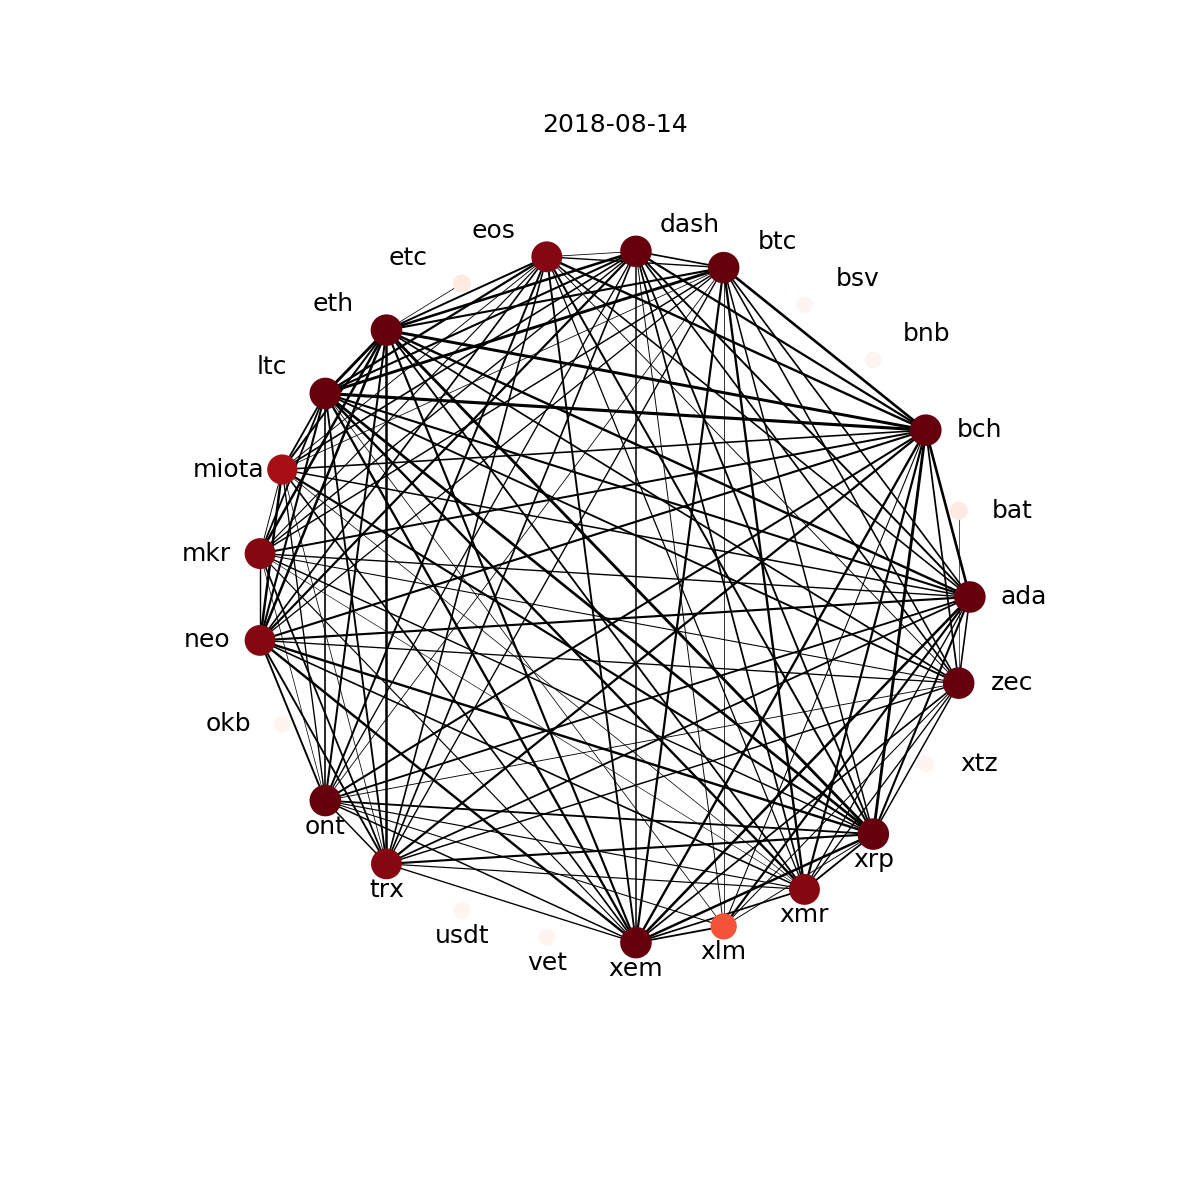 2018-08-14
dash
eos
btc
etc
bsv
eth
bnb
ltc
bch
miota
bat
mkr
ada
neo
zec
okb
xtz
ont
xrp
trx
xmr
usdt
xlm
vet
xem